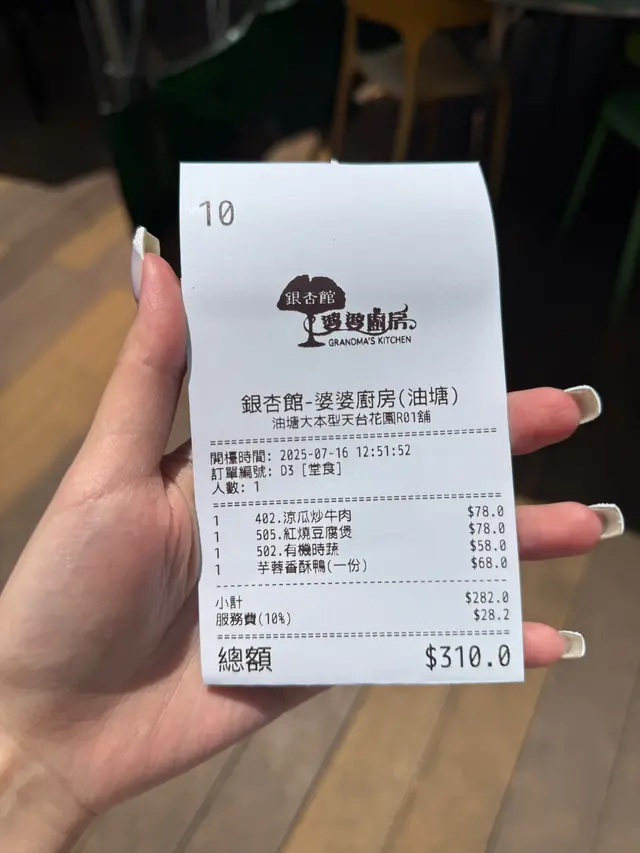 10
銀杏館
婆婆廚房
GRANDMA'S KITCHEN
銀杏館-婆婆廚房(油塘)
油塘大本型天台花園R01舖
開檯時間: 2025-07-16 12:51:52
訂單編號: D3 [堂食]
人數: 1
1 402.涼瓜炒牛肉 $78.0
1 505.紅燒豆腐煲 $78.0
1 502.有機時蔬 $58.0
1 芋蓉香酥鴨(一份) $68.0
小計 $282.0
服務費(10%) $28.2
總額 $310.0